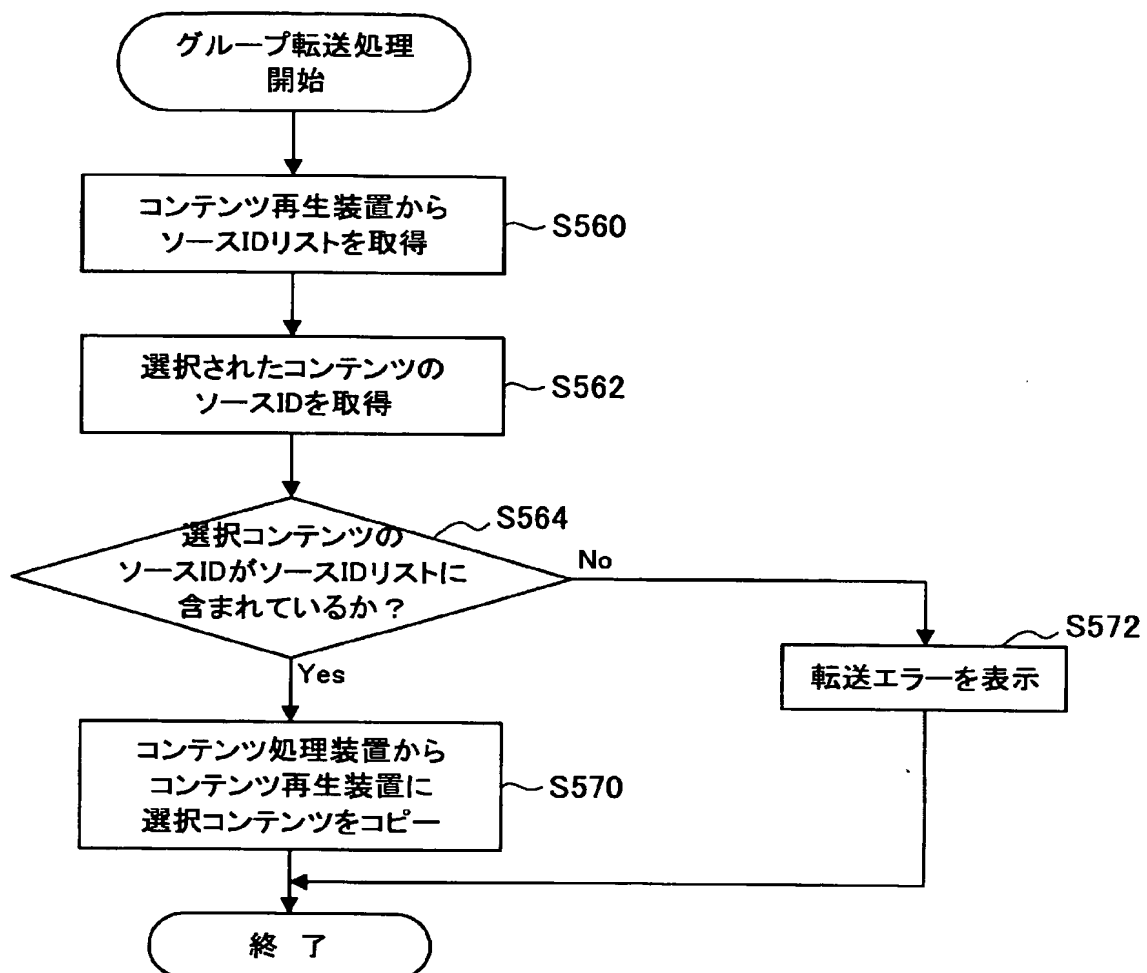 グループ転送処理
開始
コンテンツ再生装置から
ソースIDリストを取得
S560
選択されたコンテンツの
ソースIDを取得
S562
S564
選択コンテンツの
ソースIDがソースIDリストに
含まれているか？
No
Yes
S572
転送エラーを表示
コンテンツ処理装置から
コンテンツ再生装置に
選択コンテンツをコピー
S570
終 了